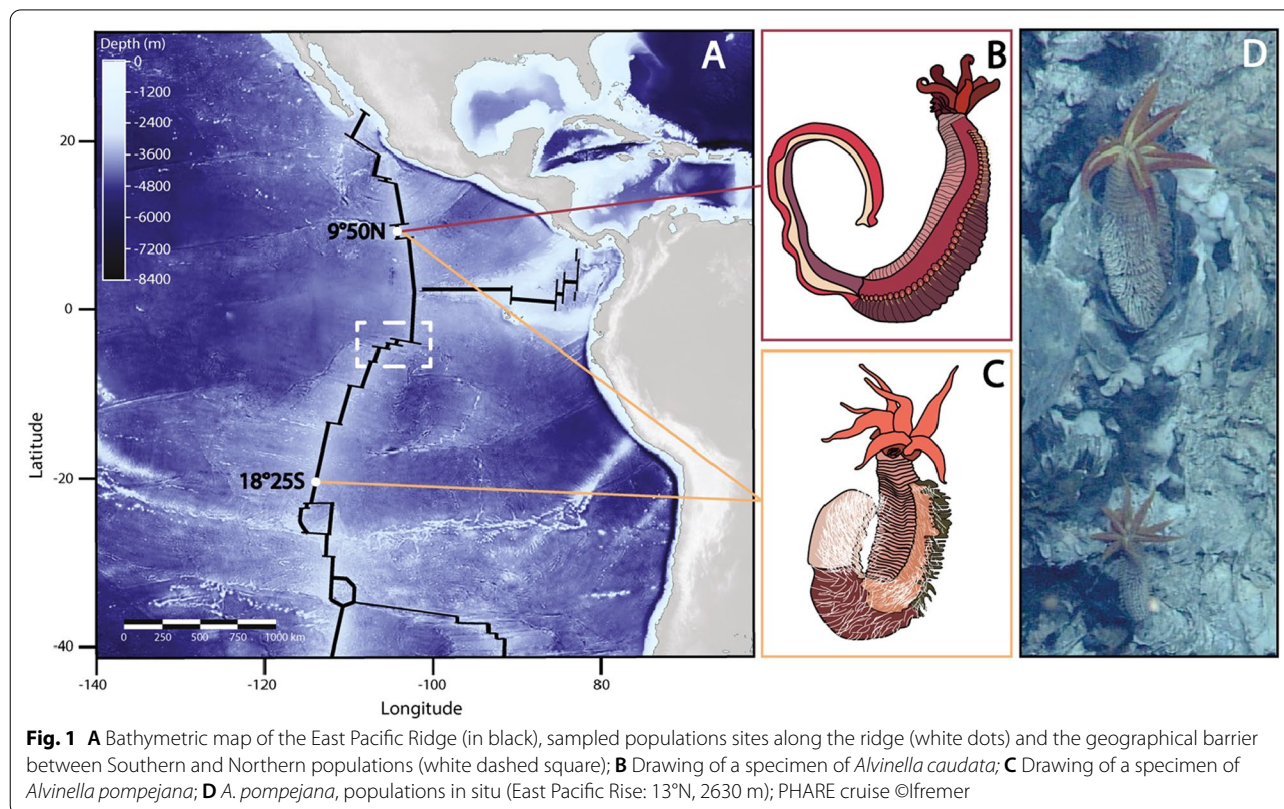 Depth (m)
0
-1200
-2400
-3600
-4800
-6000
-7200
-8400
A
B
C
D
20
0
-20
-40
Latitude
9°50N
18°25S
0 250 500 750 1000 km
-140 -120 -100 80
Longitude
Fig. 1 A Bathymetric map of the East Pacific Ridge (in black), sampled populations sites along the ridge (white dots) and the geographical barrier
between Southern and Northern populations (white dashed square); B Drawing of a specimen of Alvinella caudata; C Drawing of a specimen of
Alvinella pompejana; D A. pompejana, populations in situ (East Pacific Rise: 13°N, 2630 m); PHARE cruise ©Ifremer